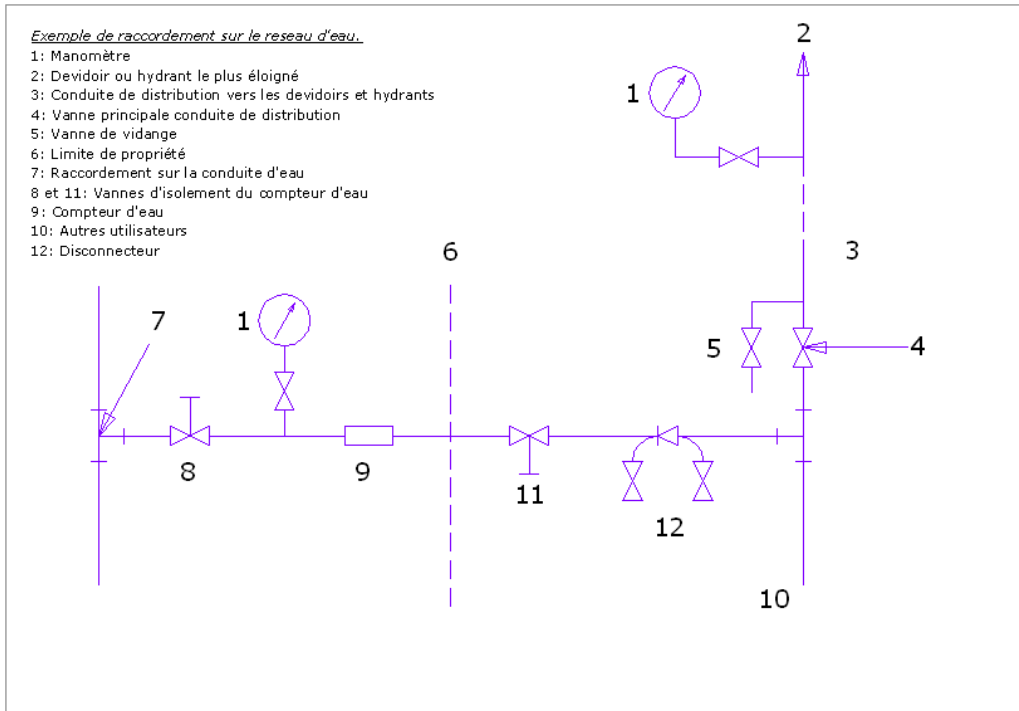 Exemple de raccordement sur le reseau d'eau.
1: Manomètre
2: Devidoir ou hydrant le plus éloigné
3: Conduite de distribution vers les devidoirs et hydrants
4: Vanne principale conduite de distribution
5: Vanne de vidange
6: Limite de propriété
7: Raccordement sur la conduite d'eau
8 et 11: Vannes d'isolement du compteur d'eau
9: Compteur d'eau
10: Autres utilisateurs
12: Disconnecteur
2
1
3
6
7
1
5
4
8
9
11
12
10